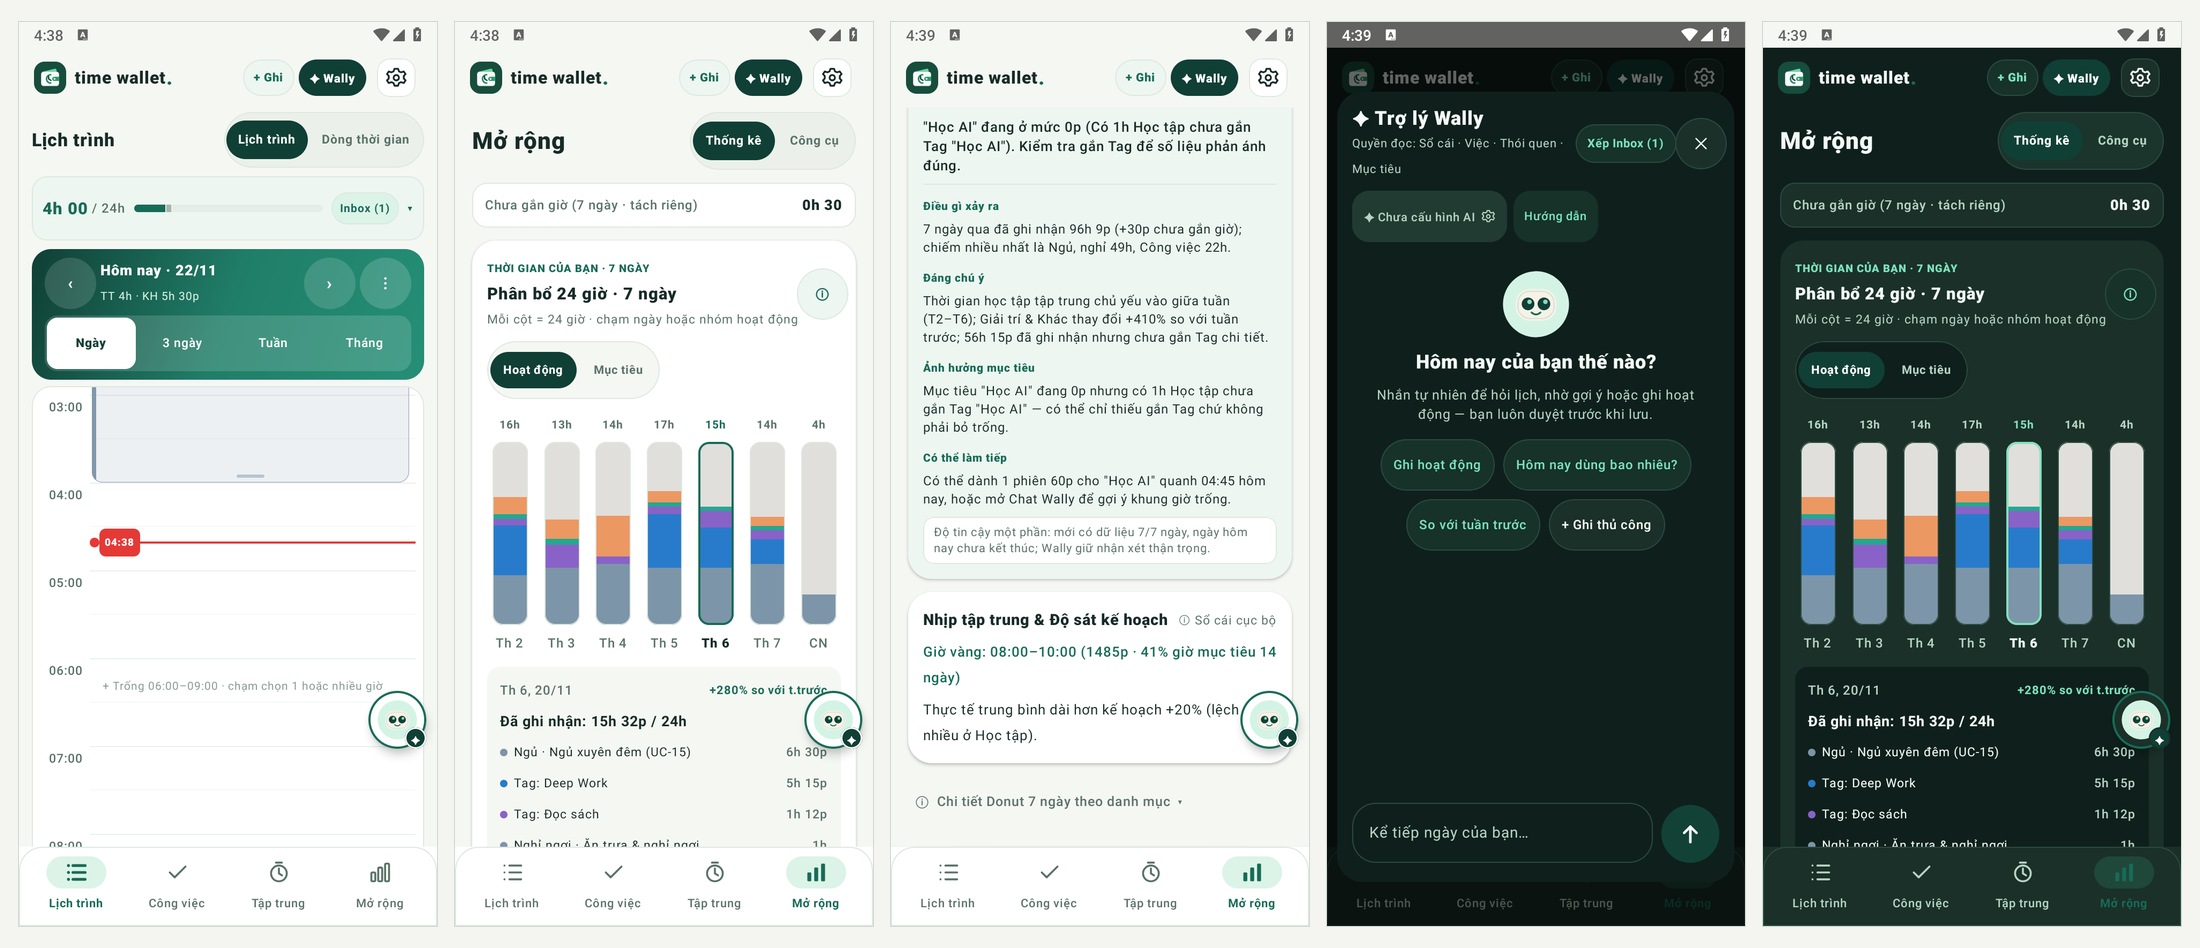 4:38
time wallet.
+ Ghi
Wally
Lịch trình
Lịch trình
Dòng thời gian
4h 00 / 24h
Inbox (1)
Hôm nay · 22/11
TT 4h · KH 5h 30p
Ngày
3 ngày
Tuần
Tháng
03:00
04:00
04:38
05:00
06:00
+ Trống 06:00–09:00 · chạm chọn 1 hoặc nhiều giờ
07:00
08:00
Lịch trình
Công việc
Tập trung
Mở rộng
4:38
time wallet.
+ Ghi
Wally
Mở rộng
Thống kê
Công cụ
Chưa gắn giờ (7 ngày · tách riêng)
0h 30
THỜI GIAN CỦA BẠN · 7 NGÀY
Phân bổ 24 giờ · 7 ngày
Mỗi cột = 24 giờ · chạm ngày hoặc nhóm hoạt động
Hoạt động
Mục tiêu
16h
13h
14h
17h
15h
14h
4h
Th 2
Th 3
Th 4
Th 5
Th 6
Th 7
CN
Th 6, 20/11
+280% so với t.trước
Đã ghi nhận: 15h 32p / 24h
Ngủ · Ngủ xuyên đêm (UC-15)
6h 30p
Tag: Deep Work
5h 15p
Tag: Đọc sách
1h 12p
Nghỉ ngơi · Ăn trưa & nghỉ ngơi
1h
Lịch trình
Công việc
Tập trung
Mở rộng
4:39
time wallet.
+ Ghi
Wally
"Học AI" đang ở mức 0p (Có 1h Học tập chưa gắn
Tag "Học AI"). Kiểm tra gắn Tag để số liệu phản ánh
đúng.
Điều gì xảy ra
7 ngày qua đã ghi nhận 96h 9p (+30p chưa gắn giờ);
chiếm nhiều nhất là Ngủ, nghỉ 49h, Công việc 22h.
Đáng chú ý
Thời gian học tập tập trung chủ yếu vào giữa tuần
(T2–T6); Giải trí & Khác thay đổi +410% so với tuần
trước; 56h 15p đã ghi nhận nhưng chưa gắn Tag chi tiết.
Ảnh hưởng mục tiêu
Mục tiêu "Học AI" đang 0p nhưng có 1h Học tập chưa
gắn Tag "Học AI" — có thể chỉ thiếu gắn Tag chứ không
phải bỏ trống.
Có thể làm tiếp
Có thể dành 1 phiên 60p cho "Học AI" quanh 04:45 hôm
nay, hoặc mở Chat Wally để gợi ý khung giờ trống.
Độ tin cậy một phần: mới có dữ liệu 7/7 ngày, ngày hôm
nay chưa kết thúc; Wally giữ nhận xét thận trọng.
Nhịp tập trung & Độ sát kế hoạch
Sổ cái cục bộ
Giờ vàng: 08:00–10:00 (1485p · 41% giờ mục tiêu 14
ngày)
Thực tế trung bình dài hơn kế hoạch +20% (lệch
nhiều ở Học tập).
Chi tiết Donut 7 ngày theo danh mục
Lịch trình
Công việc
Tập trung
Mở rộng
4:39
time wallet.
+ Ghi
Wally
Trợ lý Wally
Quyền đọc: Sổ cái · Việc · Thói quen ·
Mục tiêu
Xếp Inbox (1)
Chưa cấu hình AI
Hướng dẫn
Hôm nay của bạn thế nào?
Nhắn tự nhiên để hỏi lịch, nhờ gợi ý hoặc ghi hoạt
động — bạn luôn duyệt trước khi lưu.
Ghi hoạt động
Hôm nay dùng bao nhiêu?
So với tuần trước
+ Ghi thủ công
Kể tiếp ngày của bạn…
Lịch trình
Công việc
Tập trung
Mở rộng
4:39
time wallet.
+ Ghi
Wally
Mở rộng
Thống kê
Công cụ
Chưa gắn giờ (7 ngày · tách riêng)
0h 30
THỜI GIAN CỦA BẠN · 7 NGÀY
Phân bổ 24 giờ · 7 ngày
Mỗi cột = 24 giờ · chạm ngày hoặc nhóm hoạt động
Hoạt động
Mục tiêu
16h
13h
14h
17h
15h
14h
4h
Th 2
Th 3
Th 4
Th 5
Th 6
Th 7
CN
Th 6, 20/11
+280% so với t.trước
Đã ghi nhận: 15h 32p / 24h
Ngủ · Ngủ xuyên đêm (UC-15)
6h 30p
Tag: Deep Work
5h 15p
Tag: Đọc sách
1h 12p
Nghỉ ngơi · Ăn trưa & nghỉ ngơi
1h
Lịch trình
Công việc
Tập trung
Mở rộng